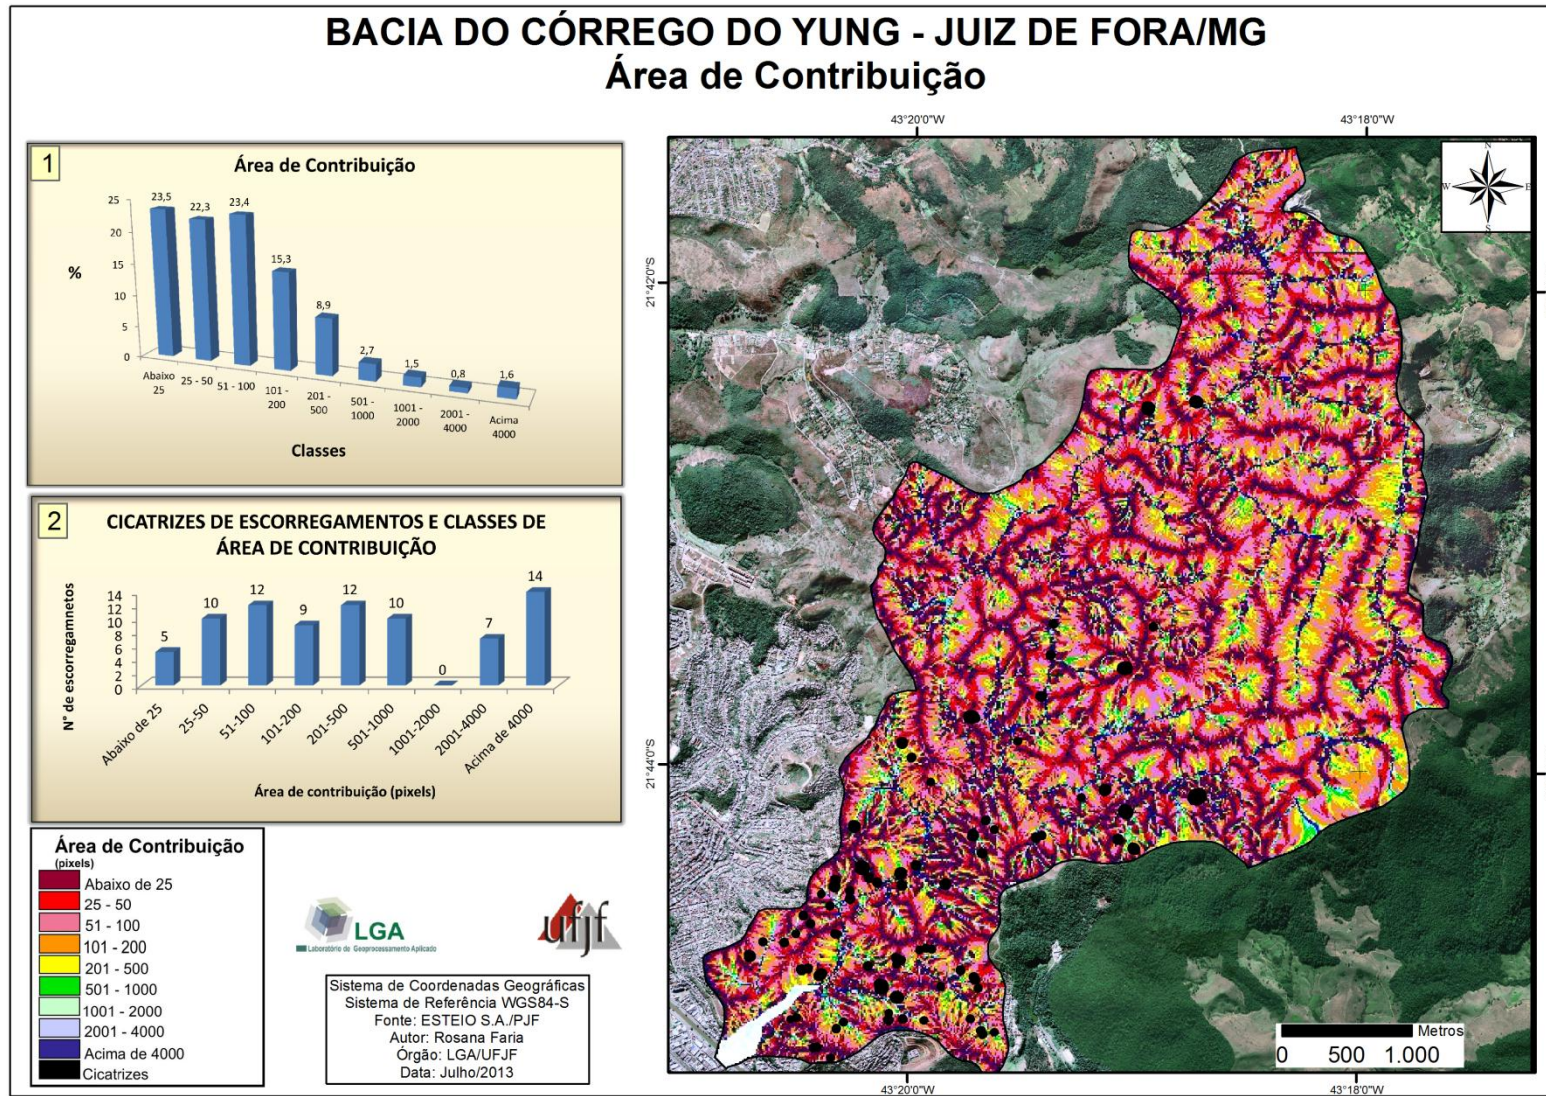 BACIA DO CÓRREGO DO YUNG - JUIZ DE FORA/MG
Área de Contribuição
1
Área de Contribuição
%
25
20
15
10
5
0
23,5
22,3
23,4
15,3
8,9
2,7
1,5
0,8
1,6
Abaixo 25
25 - 50
51 - 100
101 - 200
201 - 500
501 - 1000
1001 - 2000
2001 - 4000
Acima 4000
Classes
2
CICATRIZES DE ESCORREGAMENTOS E CLASSES DE
ÁREA DE CONTRIBUIÇÃO
N° de escorregametos
14
12
10
8
6
4
2
0
5
10
12
9
12
10
0
7
14
Abaixo de 25
25-50
51-100
101-200
201-500
501-1000
1001-2000
2001-4000
Acima de 4000
Área de contribuição (pixels)
Área de Contribuição
(pixels)
Abaixo de 25
25 - 50
51 - 100
101 - 200
201 - 500
501 - 1000
1001 - 2000
2001 - 4000
Acima de 4000
Cicatrizes
LGA
Laboratório de Geoprocessamento Aplicado
ufjf
Sistema de Coordenadas Geográficas
Sistema de Referência WGS84-S
Fonte: ESTEIO S.A./PJF
Autor: Rosana Faria
Órgão: LGA/UFJF
Data: Julho/2013
43°20'0"W
43°18'0"W
21°42'0"S
21°44'0"S
N
W
E
S
Metros
0 500 1.000
43°20'0"W
43°18'0"W